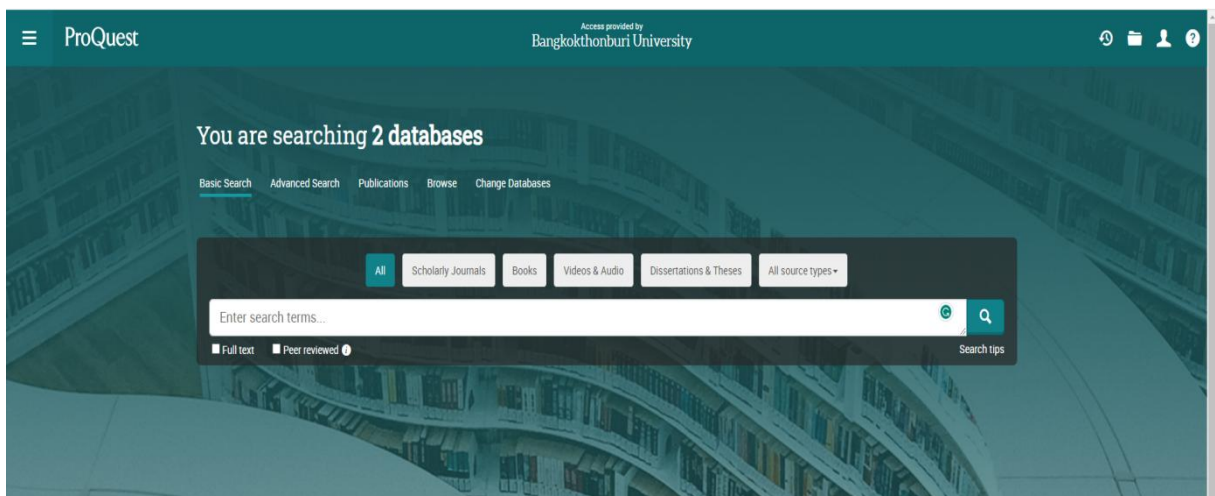 ProQuest
Access provided by
Bangkokthonburi University
You are searching 2 databases
Basic Search Advanced Search Publications Browse Change Databases
All Scholarly Journals Books Videos & Audio Dissertations & Theses All source types
Enter search terms...
Full text Peer reviewed
Search tips